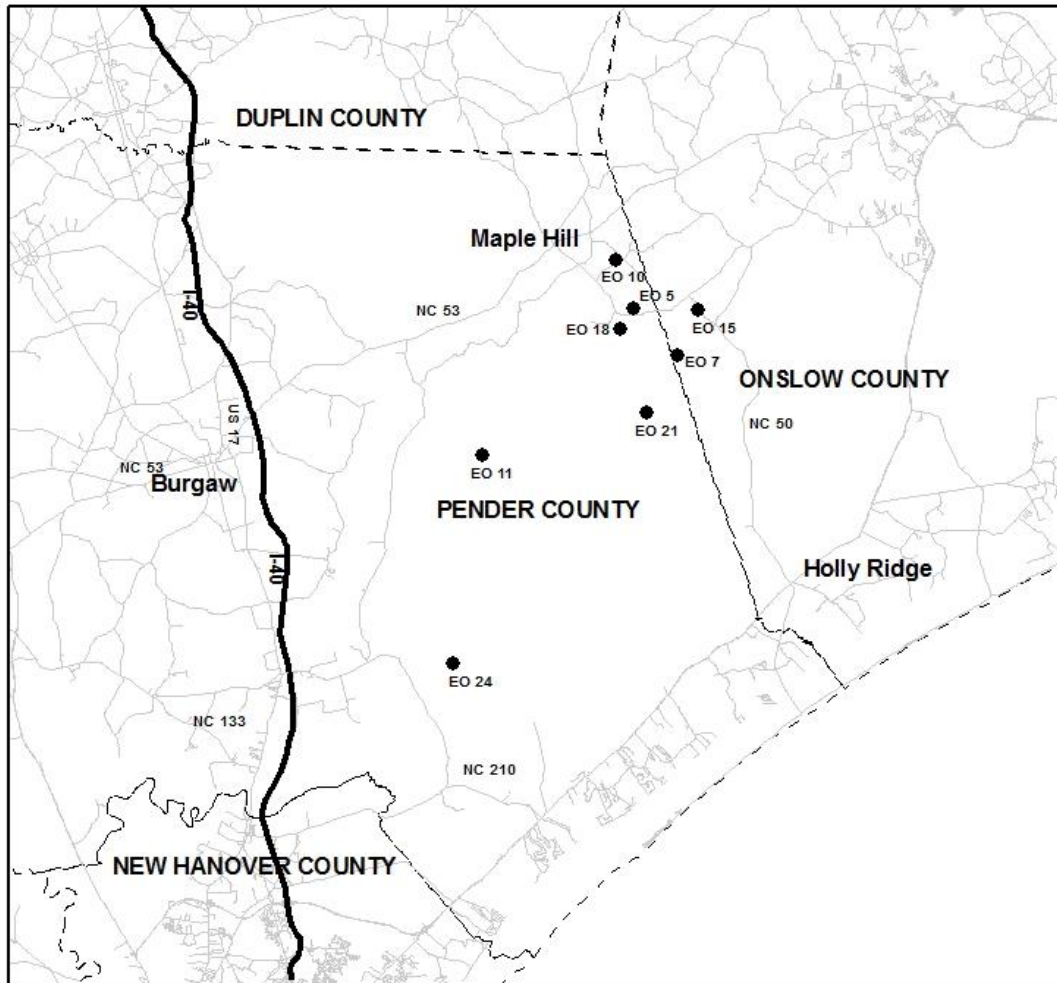 DUPLIN COUNTY
Maple Hill
EO 10
I-40
NC 53
EO 5
EO 18
EO 15
EO 7
ONSLOW COUNTY
US 17
EO 21
NC 50
NC 53
Burgaw
EO 11
PENDER COUNTY
I-40
Holly Ridge
EO 24
NC 133
NC 210
NEW HANOVER COUNTY